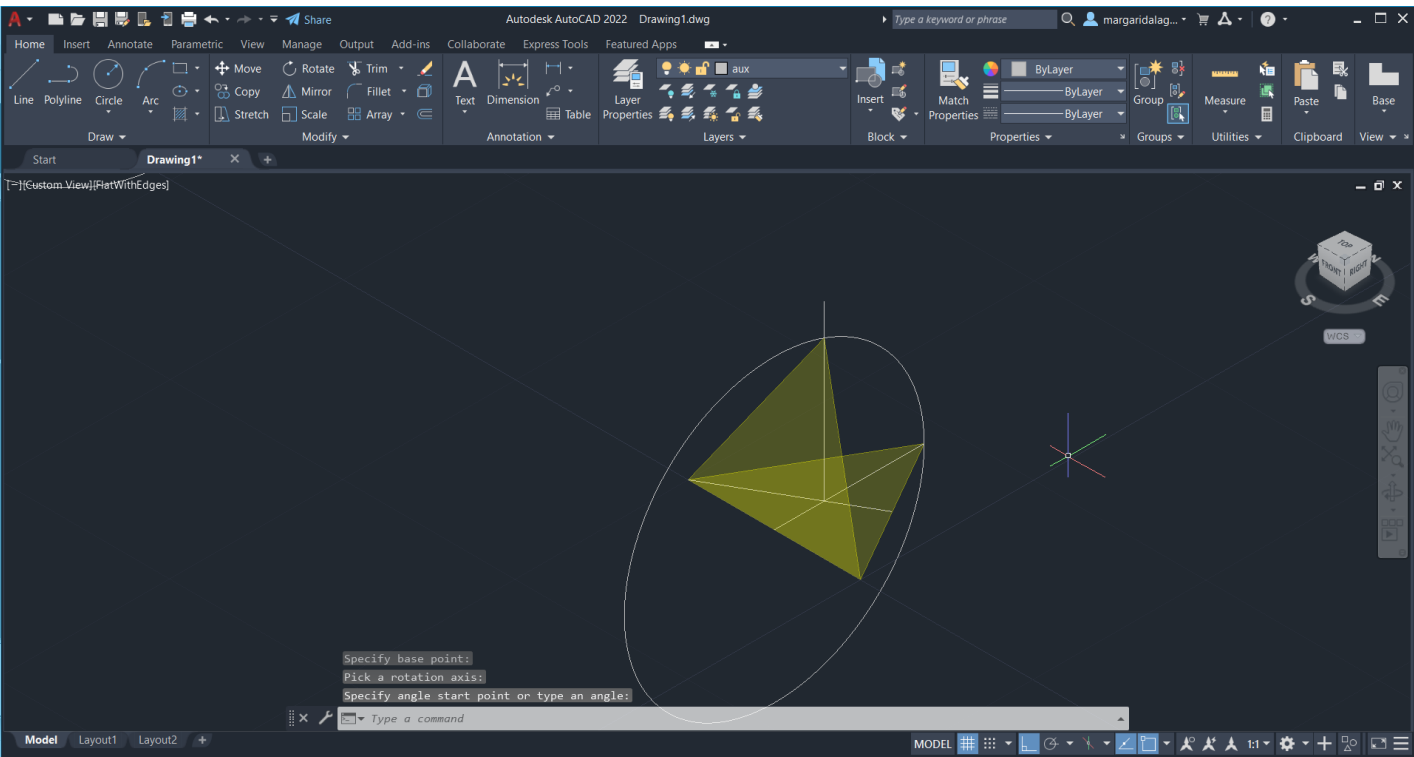 Share
Autodesk AutoCAD 2022 Drawing1.dwg
Type a keyword or phrase
margaridalag...
Home Insert Annotate Parametric View Manage Output Add-ins Collaborate Express Tools Featured Apps
Line Polyline Circle Arc
Move Rotate Trim
Copy Mirror Fillet
Stretch Scale Array
Text Dimension
Table
Layer
Properties
aux
Insert
Match
Properties
ByLayer
ByLayer
ByLayer
Group
Measure
Paste
Base
Draw Modify Annotation Layers Block Properties Groups Utilities Clipboard View
Start Drawing1*
[−][Custom View][FlatWithEdges]
TOP
FRONT RIGHT
W N
S E
WCS
Specify base point:
Pick a rotation axis:
Specify angle start point or type an angle:
Type a command
Model Layout1 Layout2 +
MODEL 1:1